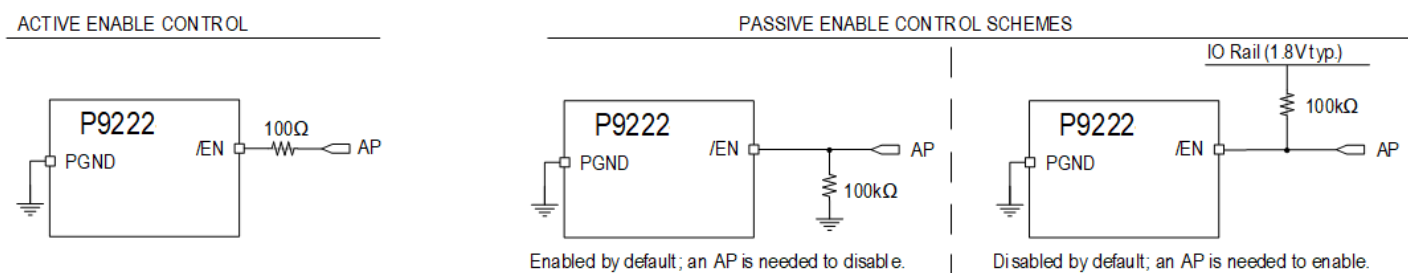 ACTIVE ENABLE CONTROL
P9222
100Ω
/EN
AP
PGND
PASSIVE ENABLE CONTROL SCHEMES
P9222
/EN
AP
PGND
100kΩ
Enabled by default; an AP is needed to disable.
IO Rail (1.8V typ.)
100kΩ
P9222
/EN
AP
PGND
Disabled by default; an AP is needed to enable.